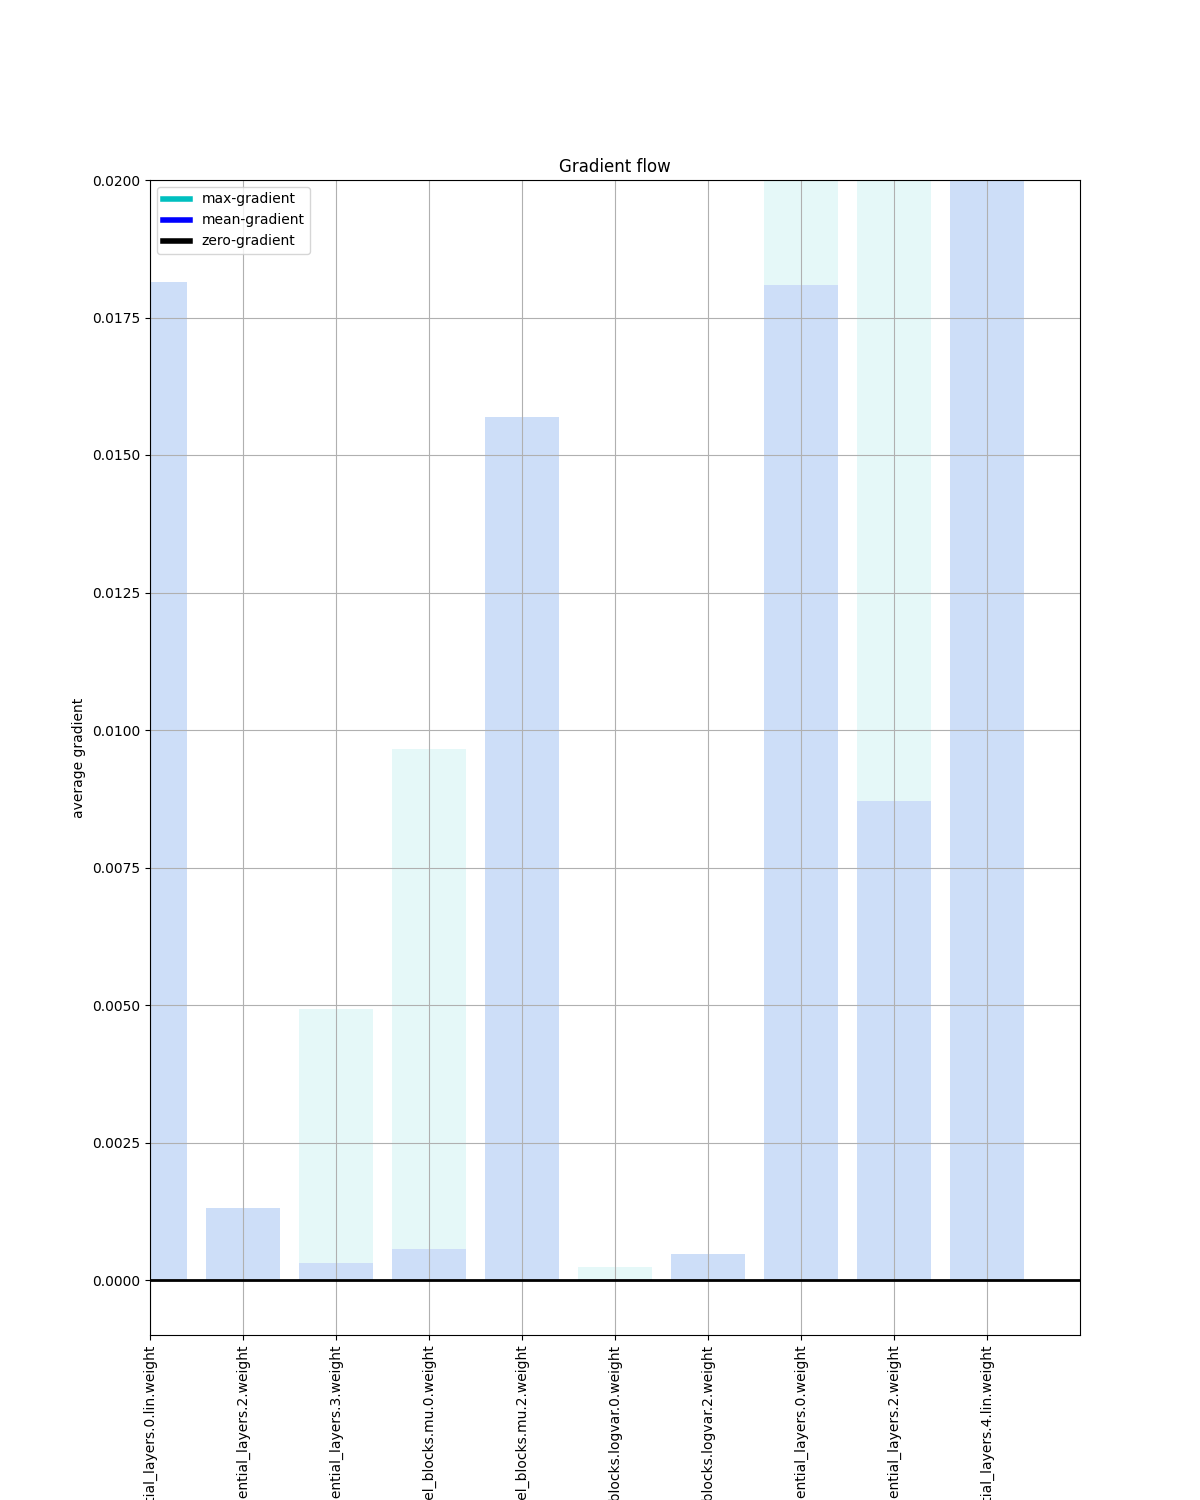 Gradient flow
max-gradient
mean-gradient
zero-gradient
0.0200
0.0175
0.0150
0.0125
0.0100
0.0075
0.0050
0.0025
0.0000
average gradient
tial_layers.0.lin.weight
ential_layers.2.weight
ential_layers.3.weight
el_blocks.mu.0.weight
el_blocks.mu.2.weight
blocks.logvar.0.weight
blocks.logvar.2.weight
ential_layers.0.weight
ential_layers.2.weight
tial_layers.4.lin.weight